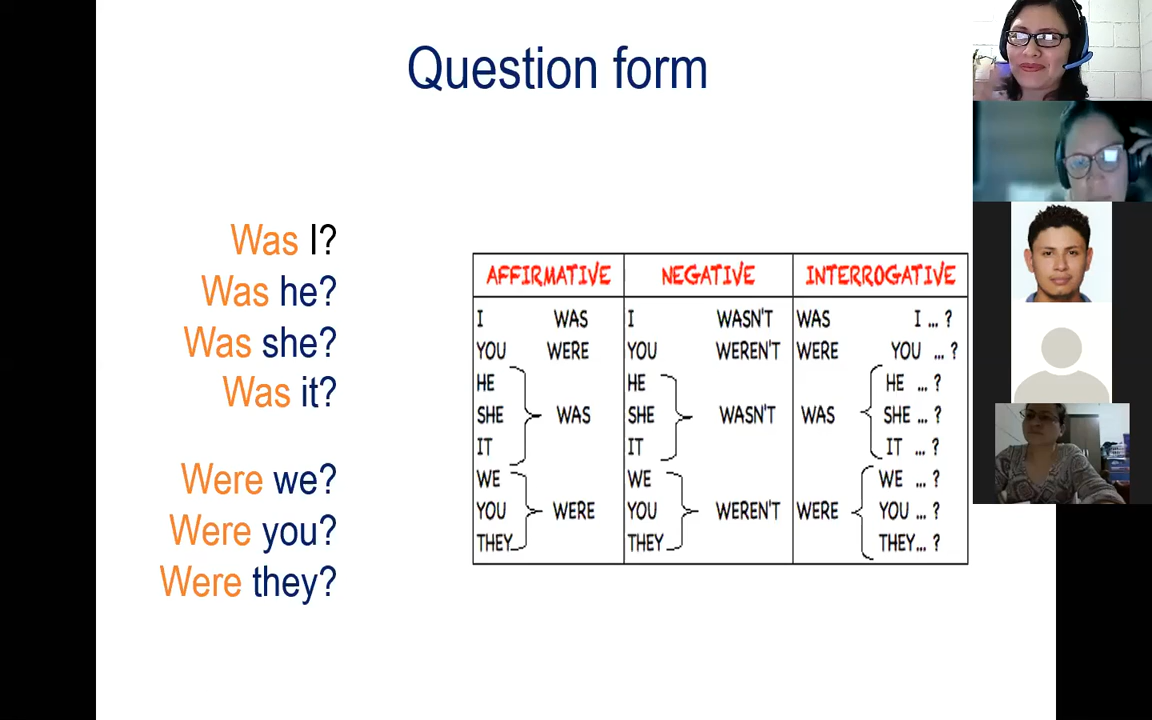 Question form
Was I?
Was he?
Was she?
Was it?
Were we?
Were you?
Were they?
AFFIRMATIVE NEGATIVE INTERROGATIVE
I WAS I WASN'T WAS I ... ?
YOU WERE YOU WEREN'T WERE YOU ... ?
HE HE HE ... ?
SHE WAS SHE WASN'T WAS SHE ... ?
IT IT IT ... ?
WE WE WE ... ?
YOU WERE YOU WEREN'T WERE YOU ... ?
THEY THEY THEY... ?